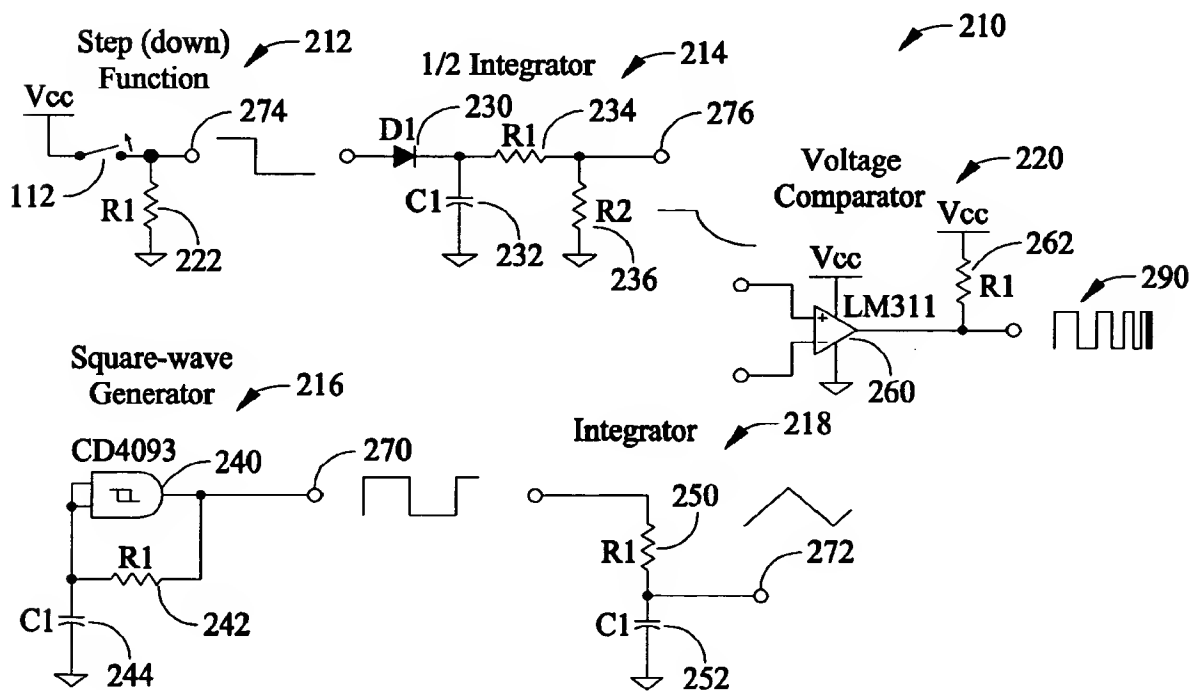 Step (down)
Function
212
Vcc
274
112
R1
222
1/2 Integrator
214
230
D1
234
R1
276
C1
232
R2
236
210
Voltage
Comparator
220
Vcc
Vcc
262
R1
LM311
+
−
260
290
Square-wave
Generator
216
CD4093
240
270
R1
242
C1
244
Integrator
218
250
R1
272
C1
252